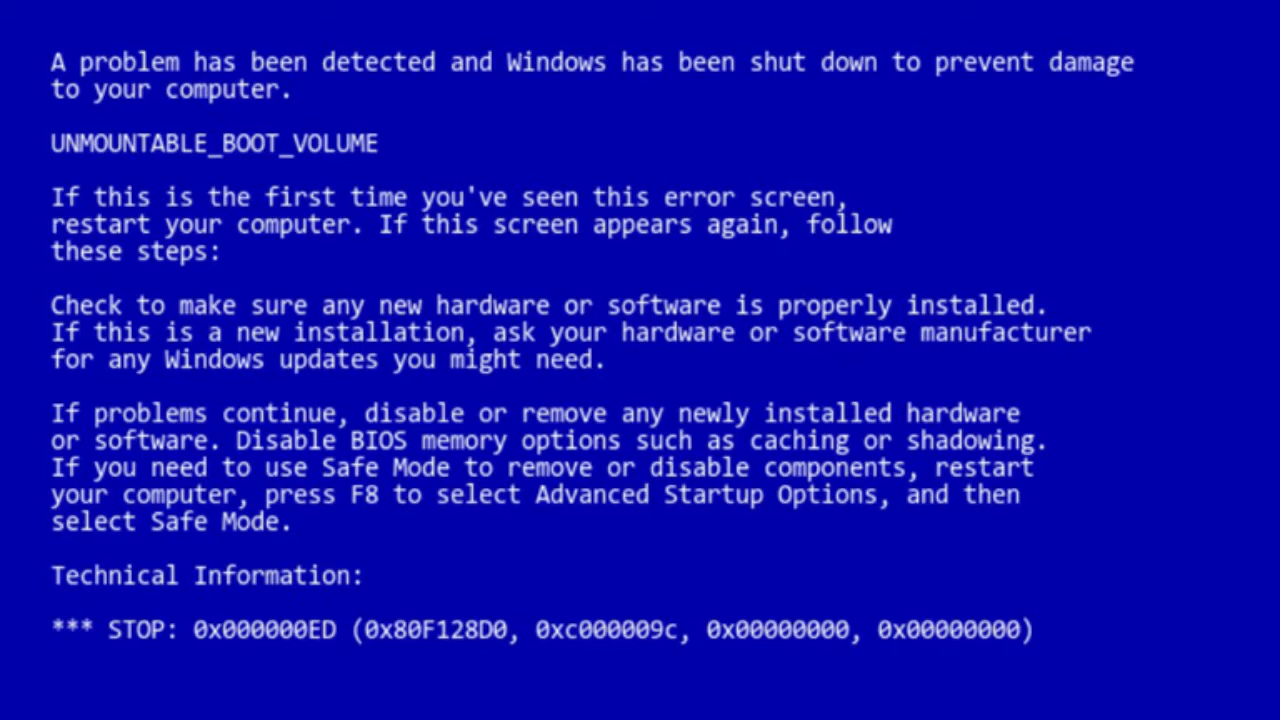 A problem has been detected and Windows has been shut down to prevent damage
to your computer.
UNMOUNTABLE_BOOT_VOLUME
If this is the first time you've seen this error screen,
restart your computer. If this screen appears again, follow
these steps:
Check to make sure any new hardware or software is properly installed.
If this is a new installation, ask your hardware or software manufacturer
for any Windows updates you might need.
If problems continue, disable or remove any newly installed hardware
or software. Disable BIOS memory options such as caching or shadowing.
If you need to use Safe Mode to remove or disable components, restart
your computer, press F8 to select Advanced Startup Options, and then
select Safe Mode.
Technical Information:
*** STOP: 0x000000ED (0x80F128D0, 0xc000009c, 0x00000000, 0x00000000)